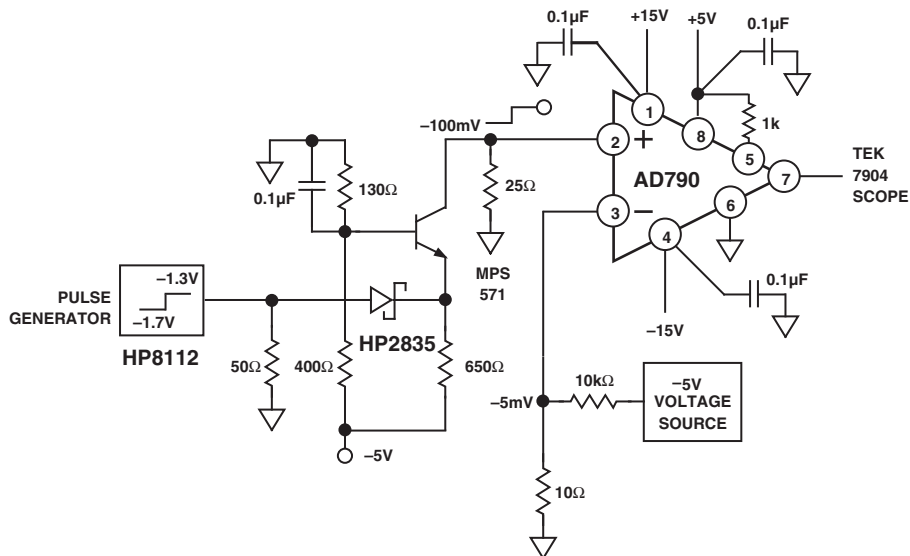 0.1µF
+15V
+5V
0.1µF
–100mV
1
8
1k
2
+
5
TEK
7904
SCOPE
7
AD790
0.1µF
130Ω
25Ω
3
–
6
4
MPS
571
0.1µF
PULSE
GENERATOR
–1.3V
–1.7V
HP8112
HP2835
–15V
50Ω
400Ω
650Ω
10kΩ
–5V
VOLTAGE
SOURCE
–5mV
–5V
10Ω